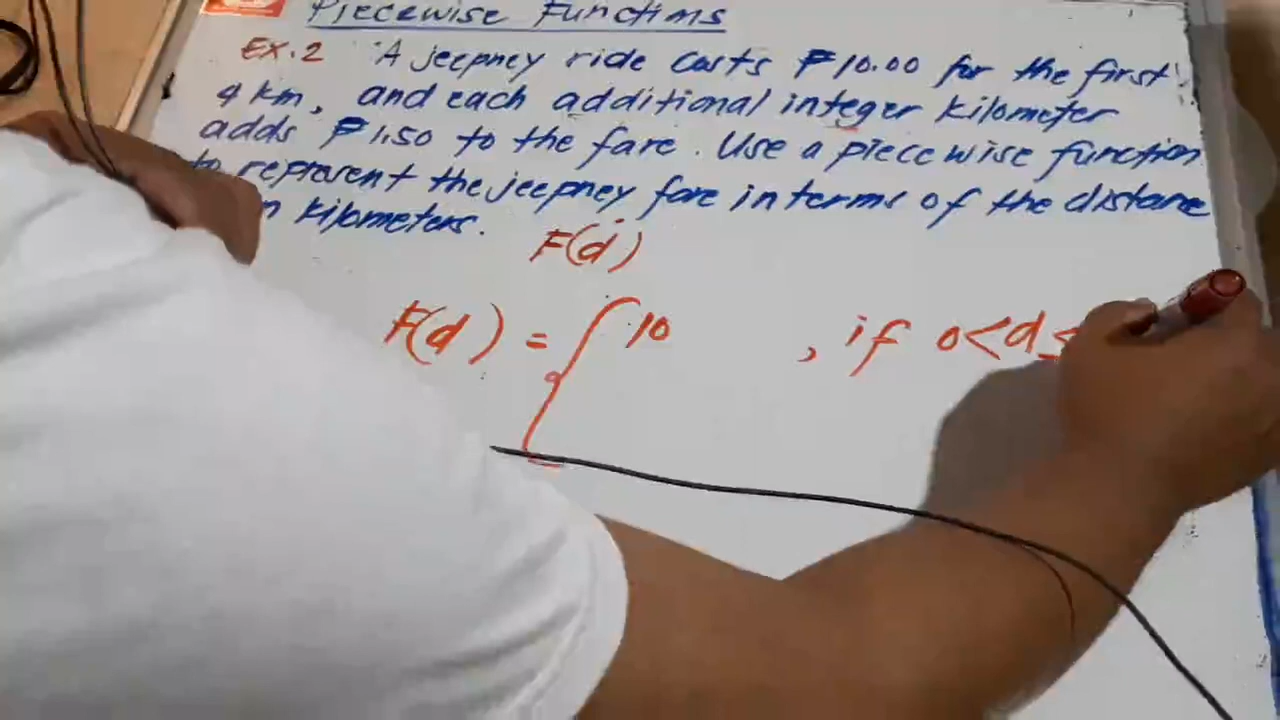 Piecewise Functions
Ex. 2 A jeepney ride costs ₱10.00 for the first
4 km, and each additional integer kilometer
adds ₱1.50 to the fare. Use a piecewise function
to represent the jeepney fare in terms of the distance
kilometers.
F(d)
F(d) = { 10 , if 0<d≤